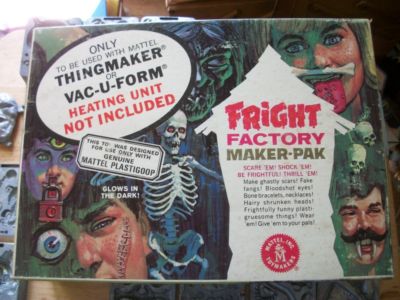 ONLY
TO BE USED WITH MATTEL
THINGMAKER®
OR
VAC-U-FORM®
HEATING UNIT
NOT INCLUDED
THIS TOY WAS DESIGNED
FOR USE ONLY WITH
GENUINE
MATTEL PLASTIGOOP
GLOWS IN
THE DARK!
FRIGHT
FACTORY
MAKER-PAK
SCARE 'EM! SHOCK 'EM!
BE FRIGHTFUL! THRILL 'EM!
Make ghastly scars! Fake
fangs! Bloodshot eyes!
Bone bracelets, necklaces!
Hairy shrunken heads!
Frightfully funny plasti-
gruesome things! Wear
'em! Give 'em to your pals!
MATTEL, INC.
M
TOYMAKERS